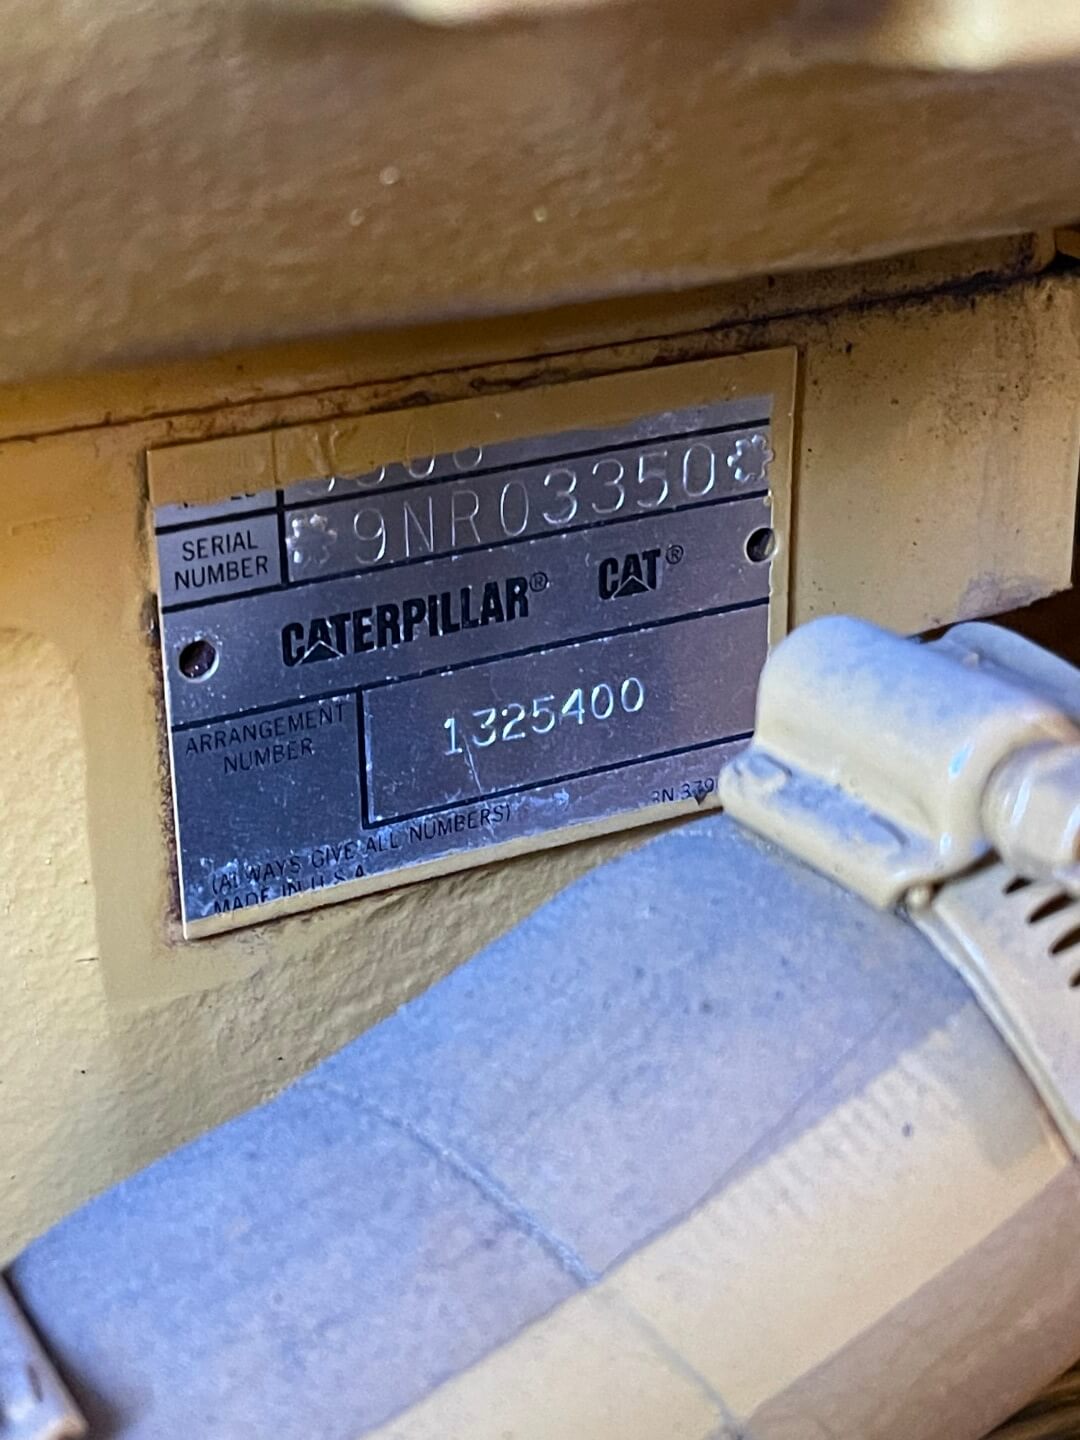 SERIAL
NUMBER
9NR03350
CATERPILLAR® CAT®
ARRANGEMENT
NUMBER
1325400
(ALWAYS GIVE ALL NUMBERS)
MADE IN U.S.A.